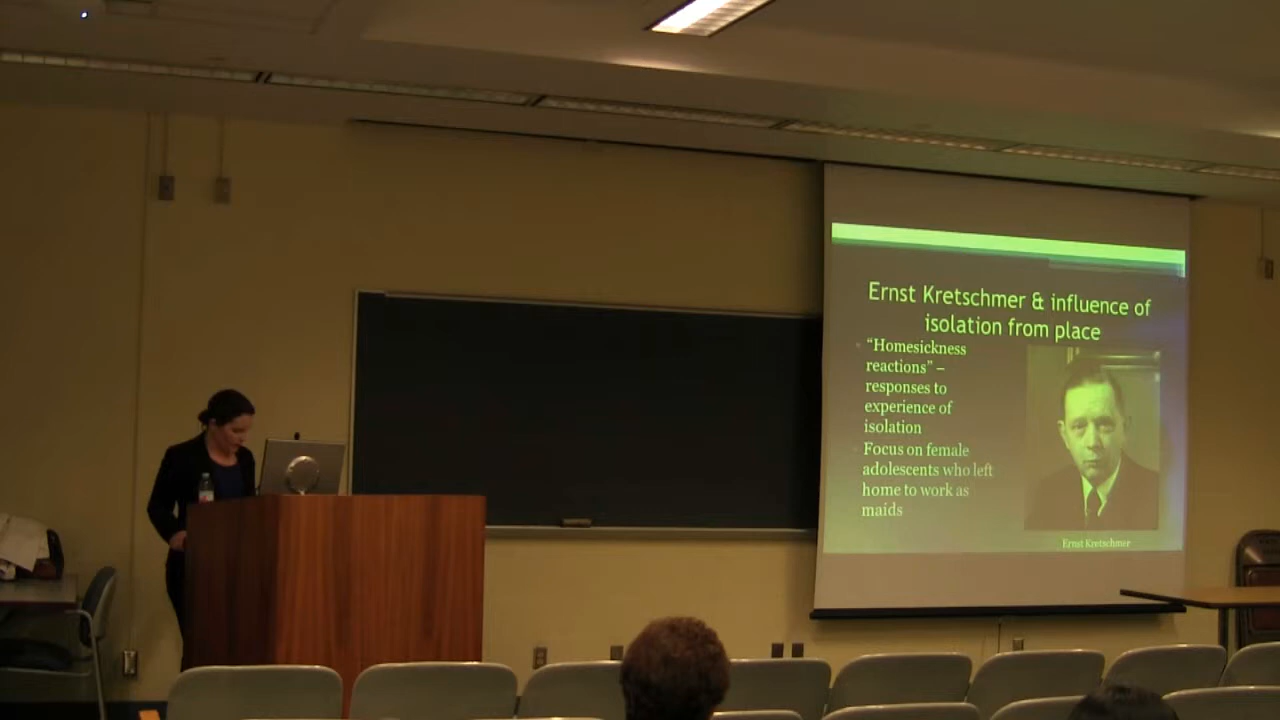 Ernst Kretschmer & influence of
isolation from place
“Homesickness
reactions” –
responses to
experience of
isolation
Focus on female
adolescents who left
home to work as
maids
Ernst Kretschmer